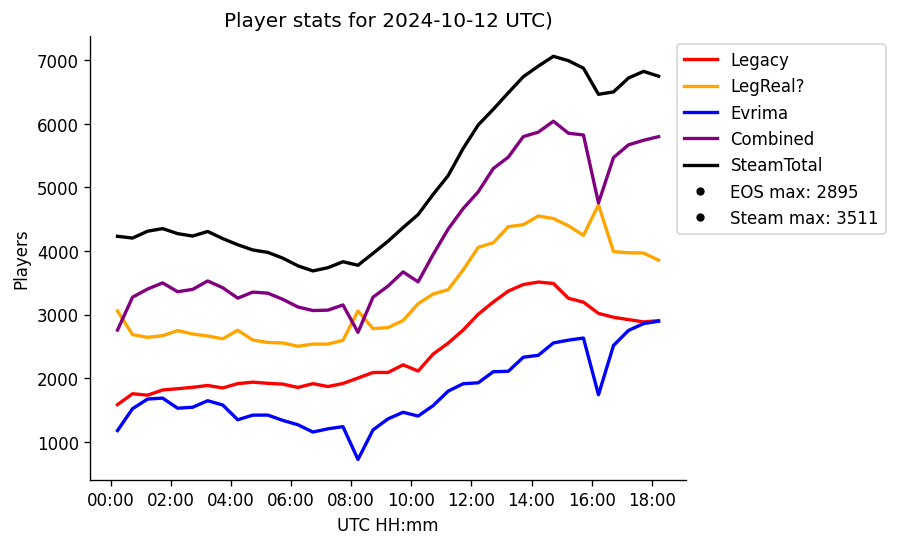 Player stats for 2024-10-12 UTC)
7000
6000
5000
4000
3000
2000
1000
Players
00:00 02:00 04:00 06:00 08:00 10:00 12:00 14:00 16:00 18:00
UTC HH:mm
Legacy
LegReal?
Evrima
Combined
SteamTotal
EOS max: 2895
Steam max: 3511